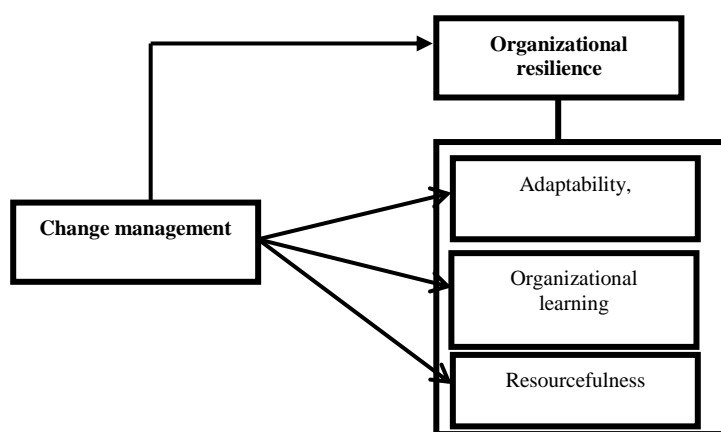 Organizational
resilience
Adaptability,
Change management
Organizational
learning
Resourcefulness